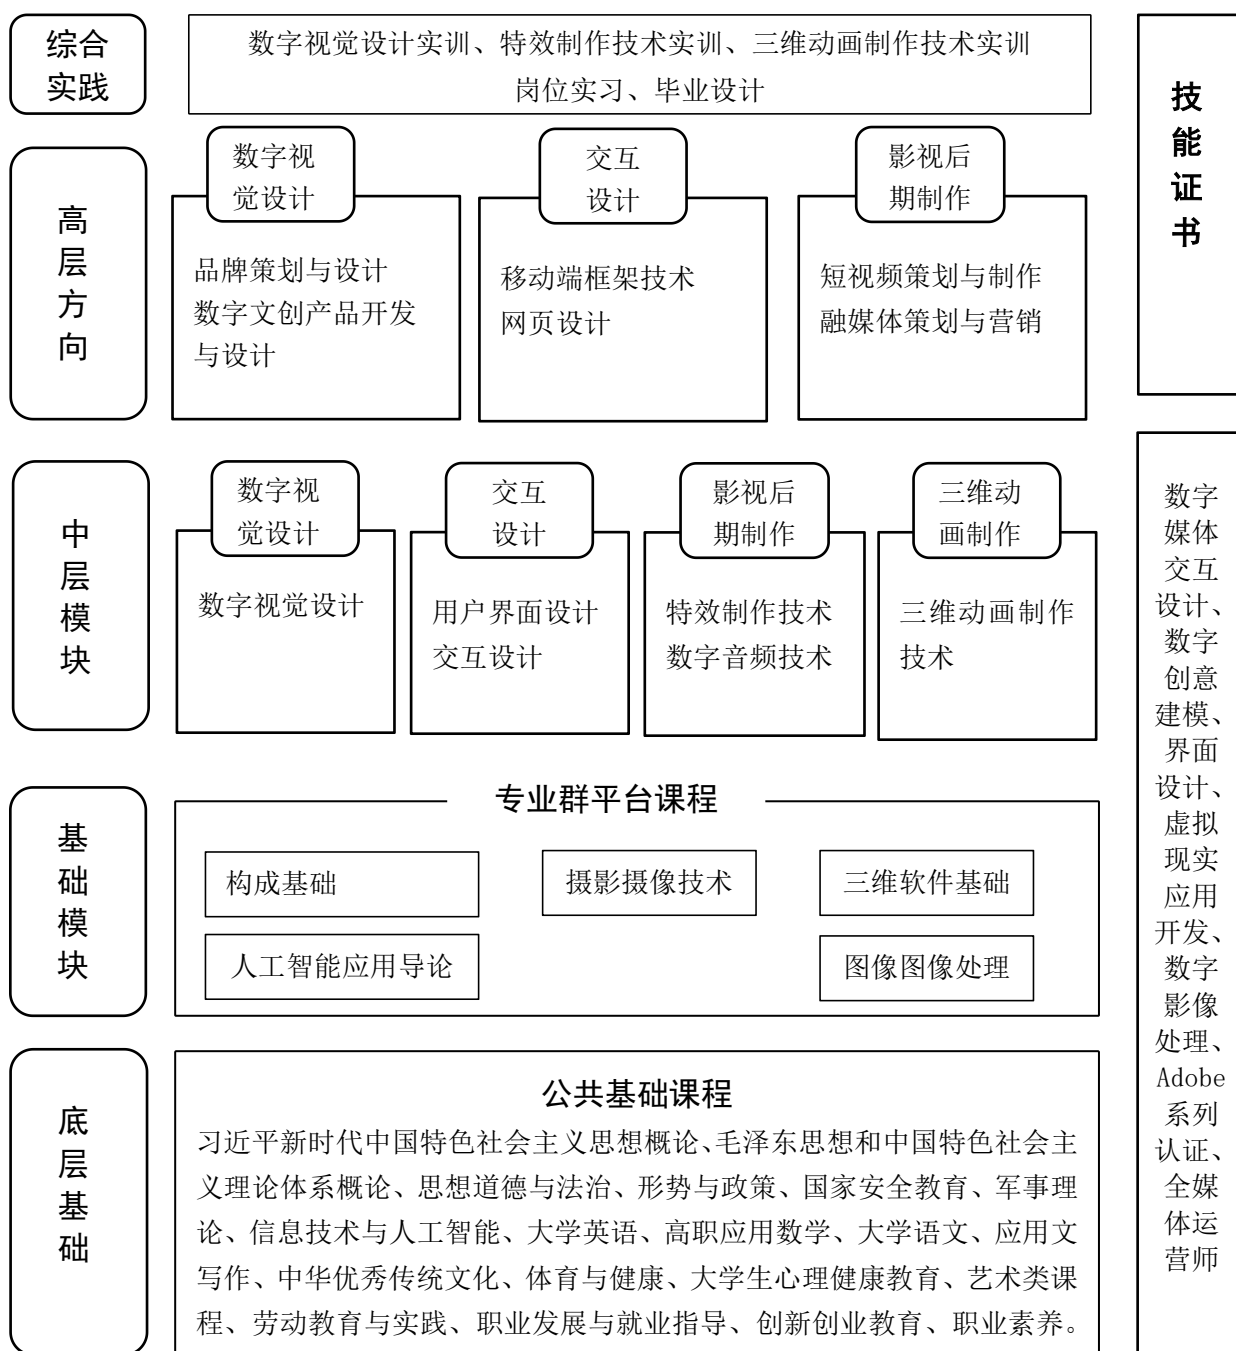 综合
实践
数字视觉设计实训、特效制作技术实训、三维动画制作技术实训
岗位实习、毕业设计
高
层
方
向
数字视
觉设计
品牌策划与设计
数字文创产品开发
与设计
交互
设计
移动端框架技术
网页设计
影视后
期制作
短视频策划与制作
融媒体策划与营销
中
层
模
块
数字视
觉设计
数字视觉设计
交互
设计
用户界面设计
交互设计
影视后
期制作
特效制作技术
数字音频技术
三维动
画制作
三维动画制作
技术
基
础
模
块
专业群平台课程
构成基础
摄影摄像技术
三维软件基础
人工智能应用导论
图像图像处理
底
层
基
础
公共基础课程
习近平新时代中国特色社会主义思想概论、毛泽东思想和中国特色社会主
义理论体系概论、思想道德与法治、形势与政策、国家安全教育、军事理
论、信息技术与人工智能、大学英语、高职应用数学、大学语文、应用文
写作、中华优秀传统文化、体育与健康、大学生心理健康教育、艺术类课
程、劳动教育与实践、职业发展与就业指导、创新创业教育、职业素养。
技
能
证
书
数字
媒体
交互
设计、
数字
创意
建模、
界面
设计、
虚拟
现实
应用
开发、
数字
影像
处理、
Adobe
系列
认证、
全媒
体运
营师